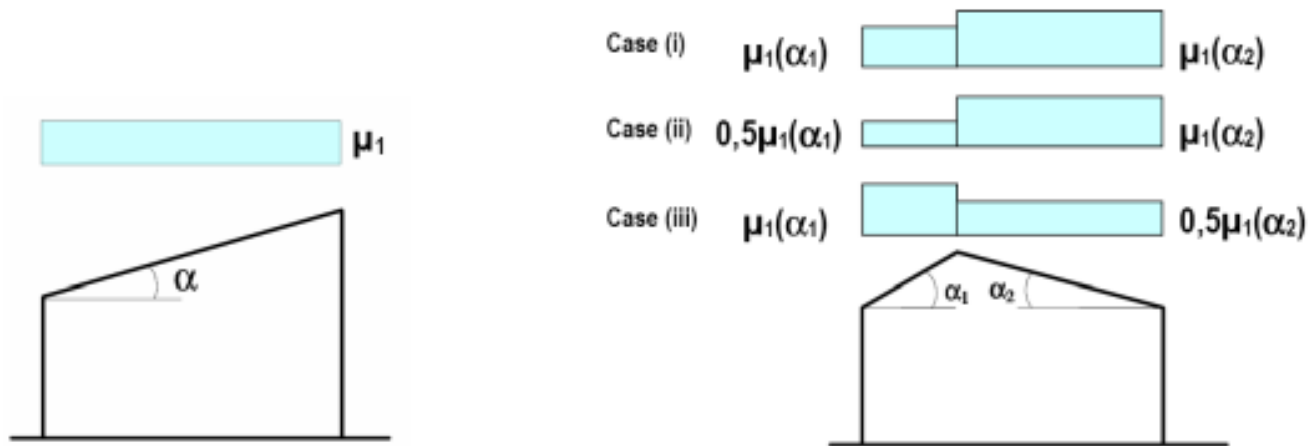 μ₁
α
Case (i) μ₁(α₁) μ₁(α₂)
Case (ii) 0,5μ₁(α₁) μ₁(α₂)
Case (iii) μ₁(α₁) 0,5μ₁(α₂)
α₁ α₂